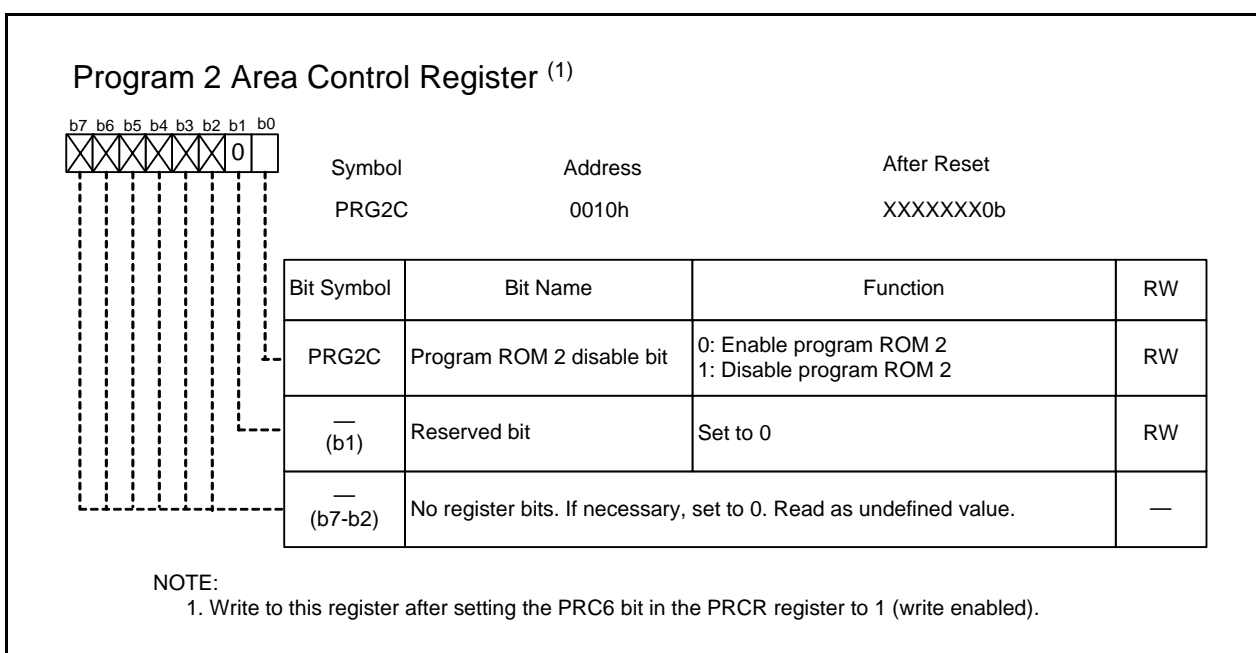 Program 2 Area Control Register (1)
b7 b6 b5 b4 b3 b2 b1 b0
0
Symbol Address After Reset
PRG2C 0010h XXXXXXX0b
Bit Symbol Bit Name Function RW
PRG2C Program ROM 2 disable bit 0: Enable program ROM 2
1: Disable program ROM 2 RW
—
(b1) Reserved bit Set to 0 RW
—
(b7-b2) No register bits. If necessary, set to 0. Read as undefined value. —
NOTE:
1. Write to this register after setting the PRC6 bit in the PRCR register to 1 (write enabled).